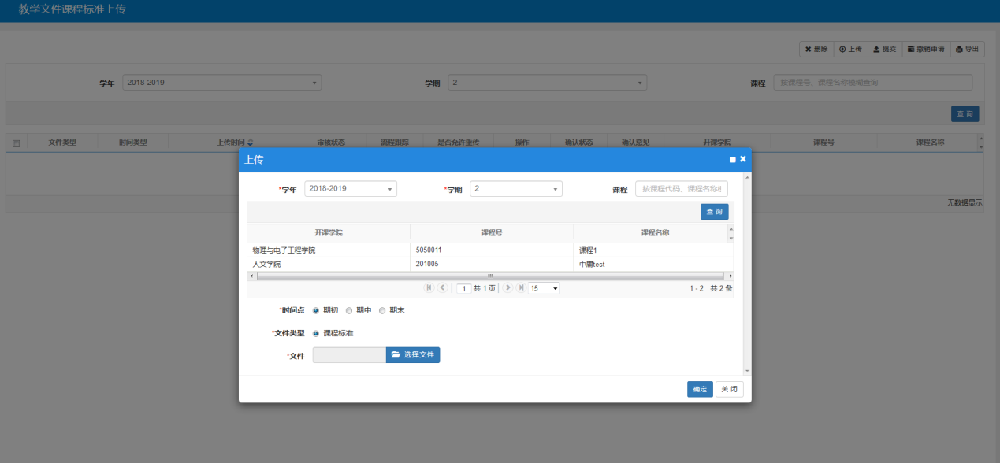 教学文件课程标准上传
删除 上传 提交 撤销申请 导出
学年 2018-2019 学期 2 课程 按课程号、课程名称模糊查询
查 询
文件类型 时间类型 上传时间 审核状态 流程跟踪 是否允许重传 操作 确认状态 确认意见 开课学院 课程号 课程名称
无数据显示
上传
*学年 2018-2019 *学期 2 课程 按课程代码、课程名称
查 询
开课学院 课程号 课程名称
物理与电子工程学院 5050011 课程1
人文学院 201005 中庸test
1 共 1 页 15 1 - 2 共 2 条
*时间点 期初 期中 期末
*文件类型 课程标准
*文件 选择文件
确定 关 闭